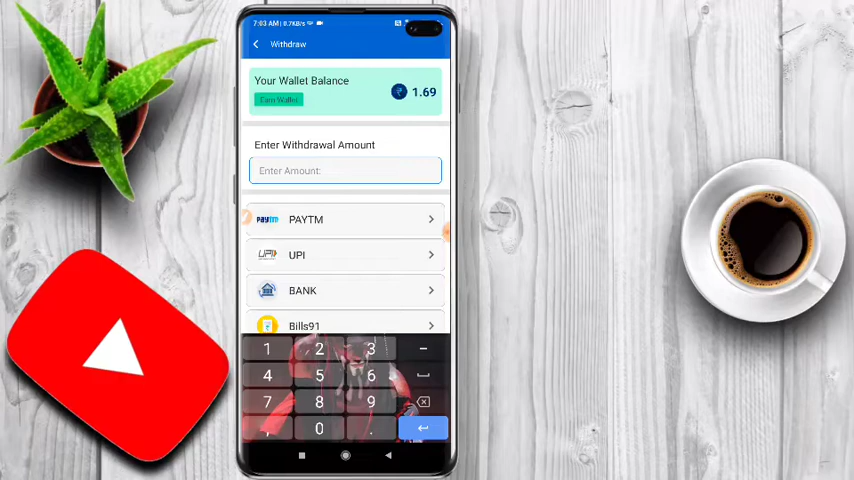 7:03 AM | 8.7KB/s
Withdraw
Your Wallet Balance
Earn Wallet
₹ 1.69
Enter Withdrawal Amount
Enter Amount:
paytm PAYTM
UPI UPI
BANK
Bills91
1 2 3 -
4 5 6
7 8 9
, 0 .